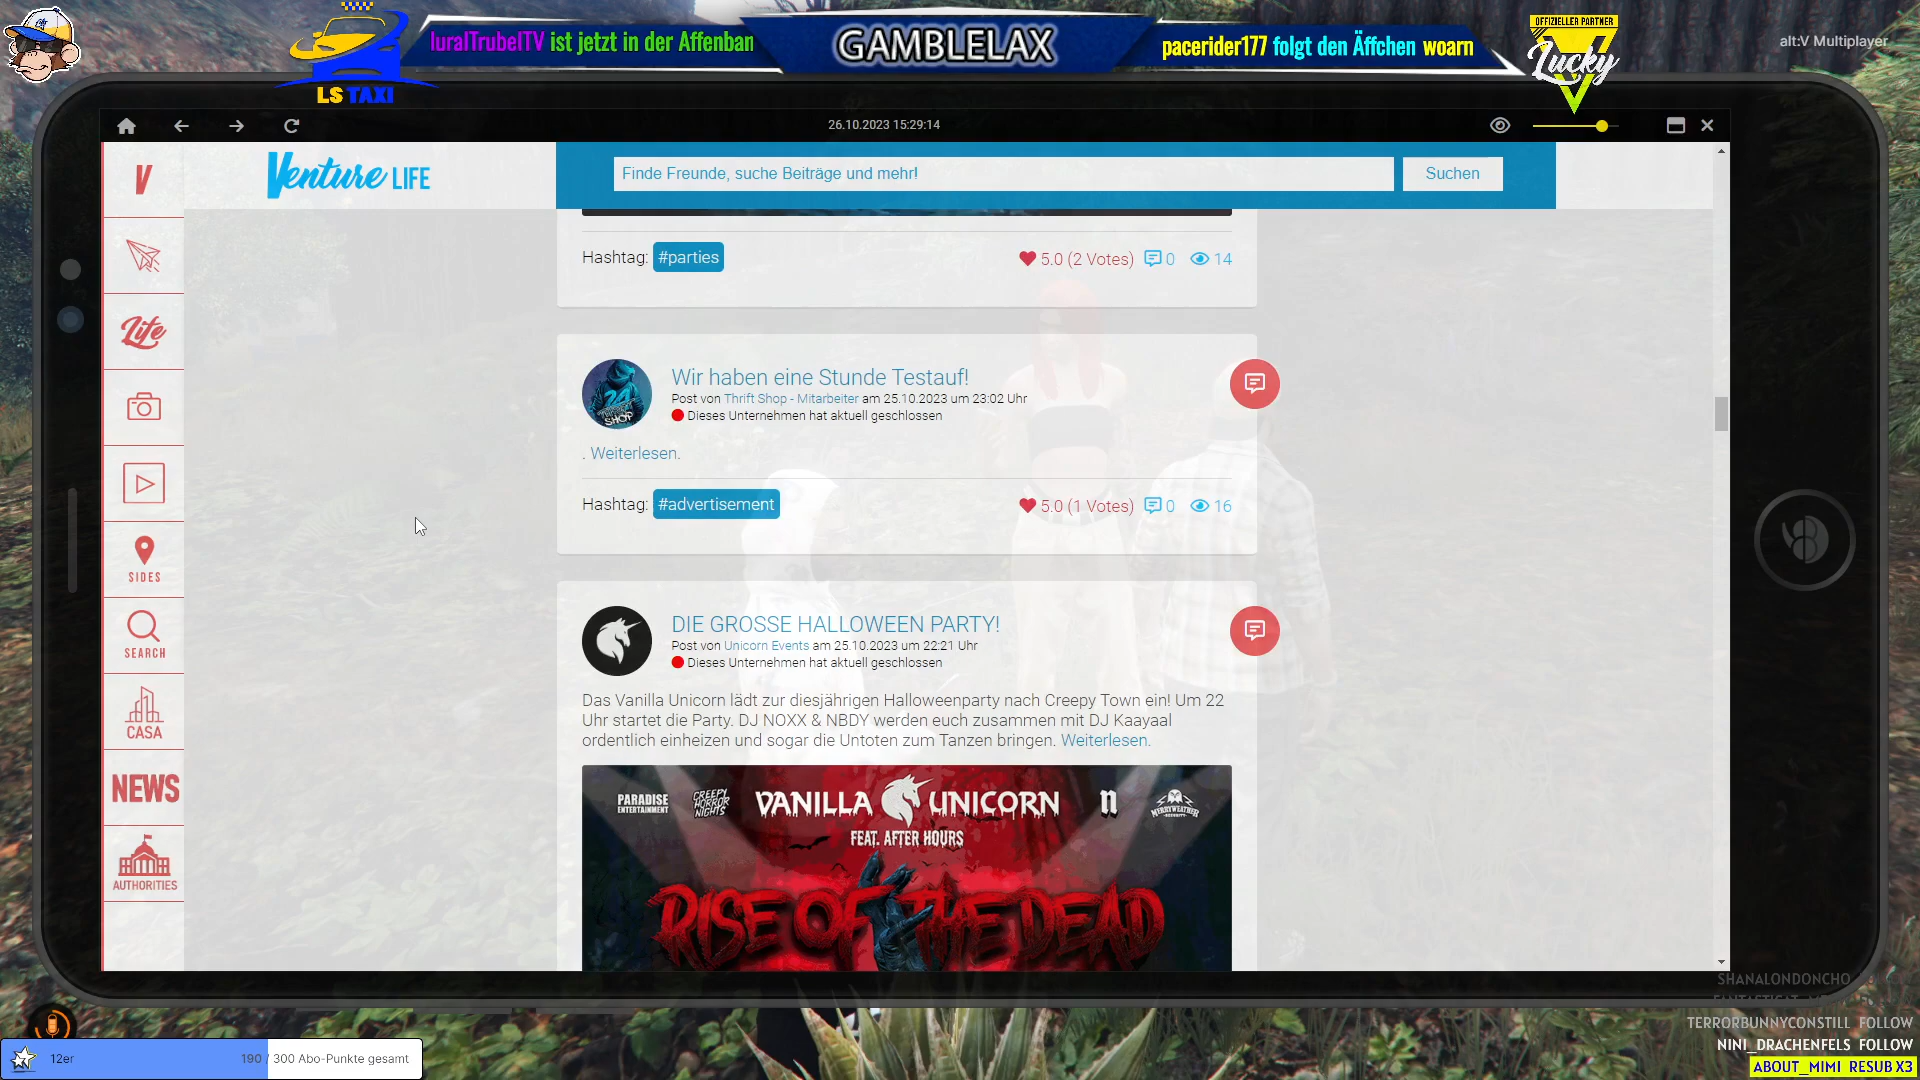 luralTrubelTV ist jetzt in der Affenban
GAMBLELAX
pacerider177 folgt den Äffchen woarn
OFFIZIELLER PARTNER
Lucky
V
alt:V Multiplayer
LS TAXI
26.10.2023 15:29:14
Venture LIFE
Finde Freunde, suche Beiträge und mehr!
Suchen
V
Life
SIDES
SEARCH
CASA
NEWS
AUTHORITIES
Hashtag: #parties
5.0 (2 Votes) 0 14
24
SHOP
Wir haben eine Stunde Testauf!
Post von Thrift Shop - Mitarbeiter am 25.10.2023 um 23:02 Uhr
Dieses Unternehmen hat aktuell geschlossen
. Weiterlesen.
Hashtag: #advertisement
5.0 (1 Votes) 0 16
DIE GROSSE HALLOWEEN PARTY!
Post von Unicorn Events am 25.10.2023 um 22:21 Uhr
Dieses Unternehmen hat aktuell geschlossen
Das Vanilla Unicorn lädt zur diesjährigen Halloweenparty nach Creepy Town ein! Um 22
Uhr startet die Party. DJ NOXX & NBDY werden euch zusammen mit DJ Kaayaal
ordentlich einheizen und sogar die Untoten zum Tanzen bringen. Weiterlesen.
PARADISE
ENTERTAINMENT
CREEPY
HORROR
NIGHTS
VANILLA UNICORN
FEAT. AFTER HOURS
MERRYWEATHER
SECURITY
RISE OF THE DEAD
SHANALONDONCHO
TERRORBUNNYCONSTILL FOLLOW
NINI_DRACHENFELS FOLLOW
ABOUT_MIMI RESUB X3
12er
190 / 300 Abo-Punkte gesamt